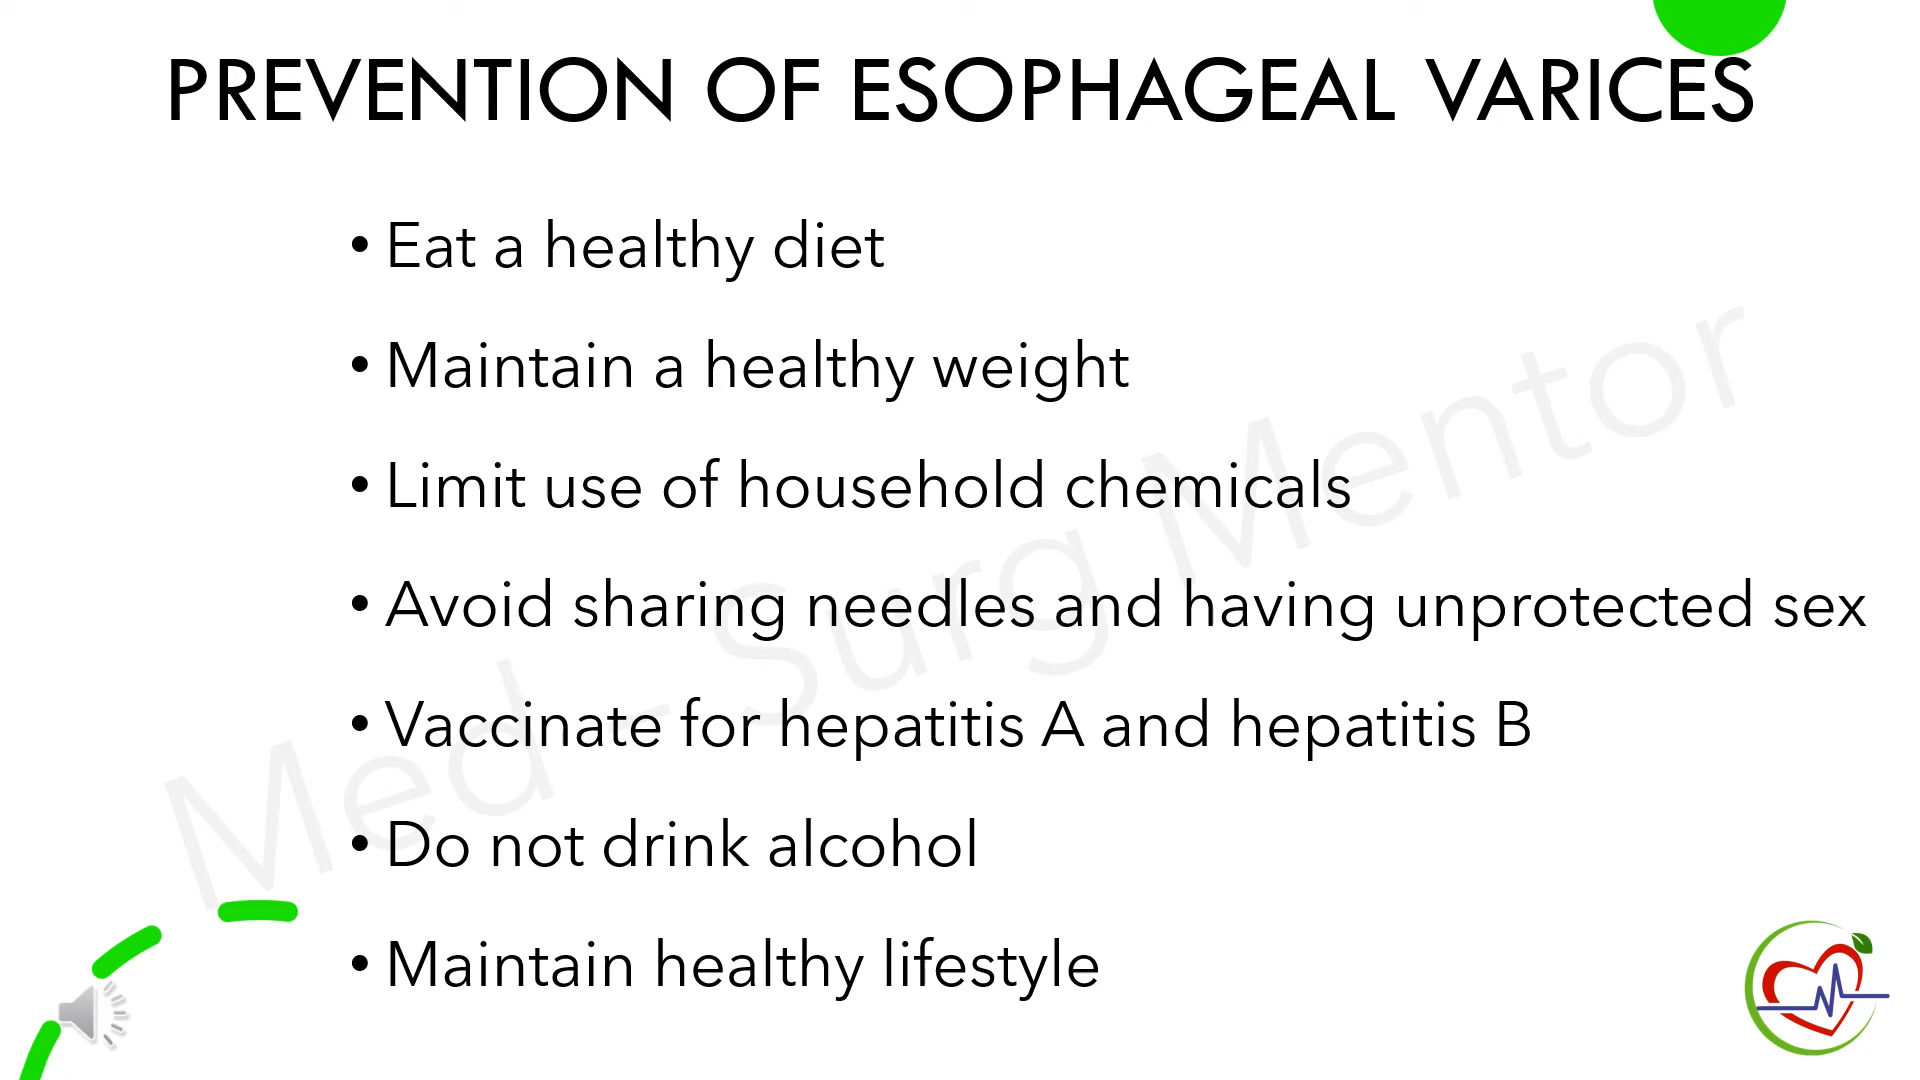 PREVENTION OF ESOPHAGEAL VARICES
• Eat a healthy diet
• Maintain a healthy weight
• Limit use of household chemicals
• Avoid sharing needles and having unprotected sex
• Vaccinate for hepatitis A and hepatitis B
• Do not drink alcohol
• Maintain healthy lifestyle
Med - Surg Mentor